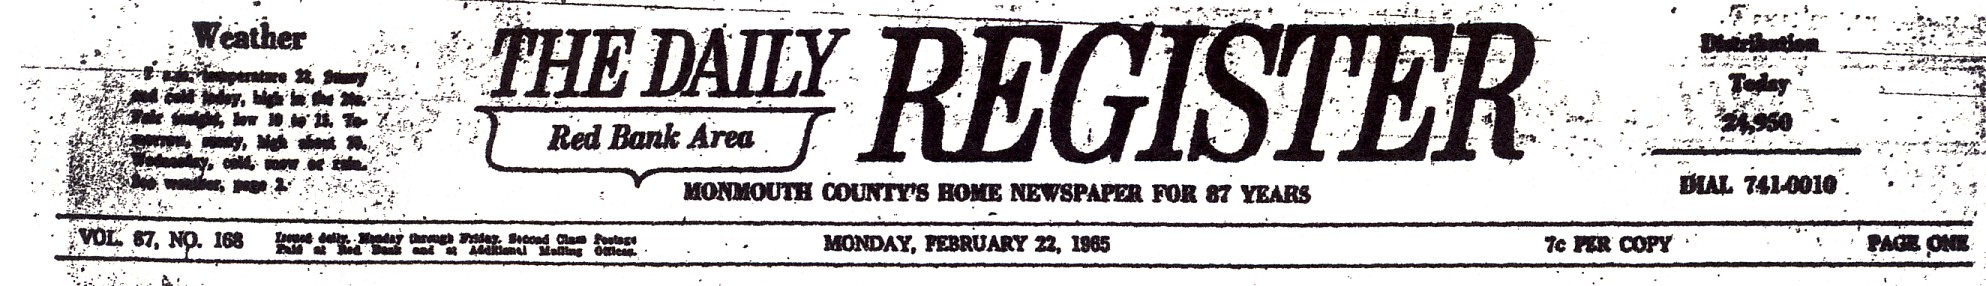 Weather
7 a.m. temperature 22. Sunny
and cold today, high in the 20s.
Fair tonight, low 10 to 15. To-
morrow, sunny, high about
Wednesday, cold, snow or rain.
See weather, page 2.
THE DAILY REGISTER
Red Bank Area
MONMOUTH COUNTY'S HOME NEWSPAPER FOR 87 YEARS
Distribution
Today
24,950
DIAL 741-0010
VOL. 87, NO. 168
Issued daily, Monday through Friday. Second Class Postage
Paid at Red Bank and at Additional Mailing Offices.
MONDAY, FEBRUARY 22, 1965
7c PER COPY
PAGE ONE